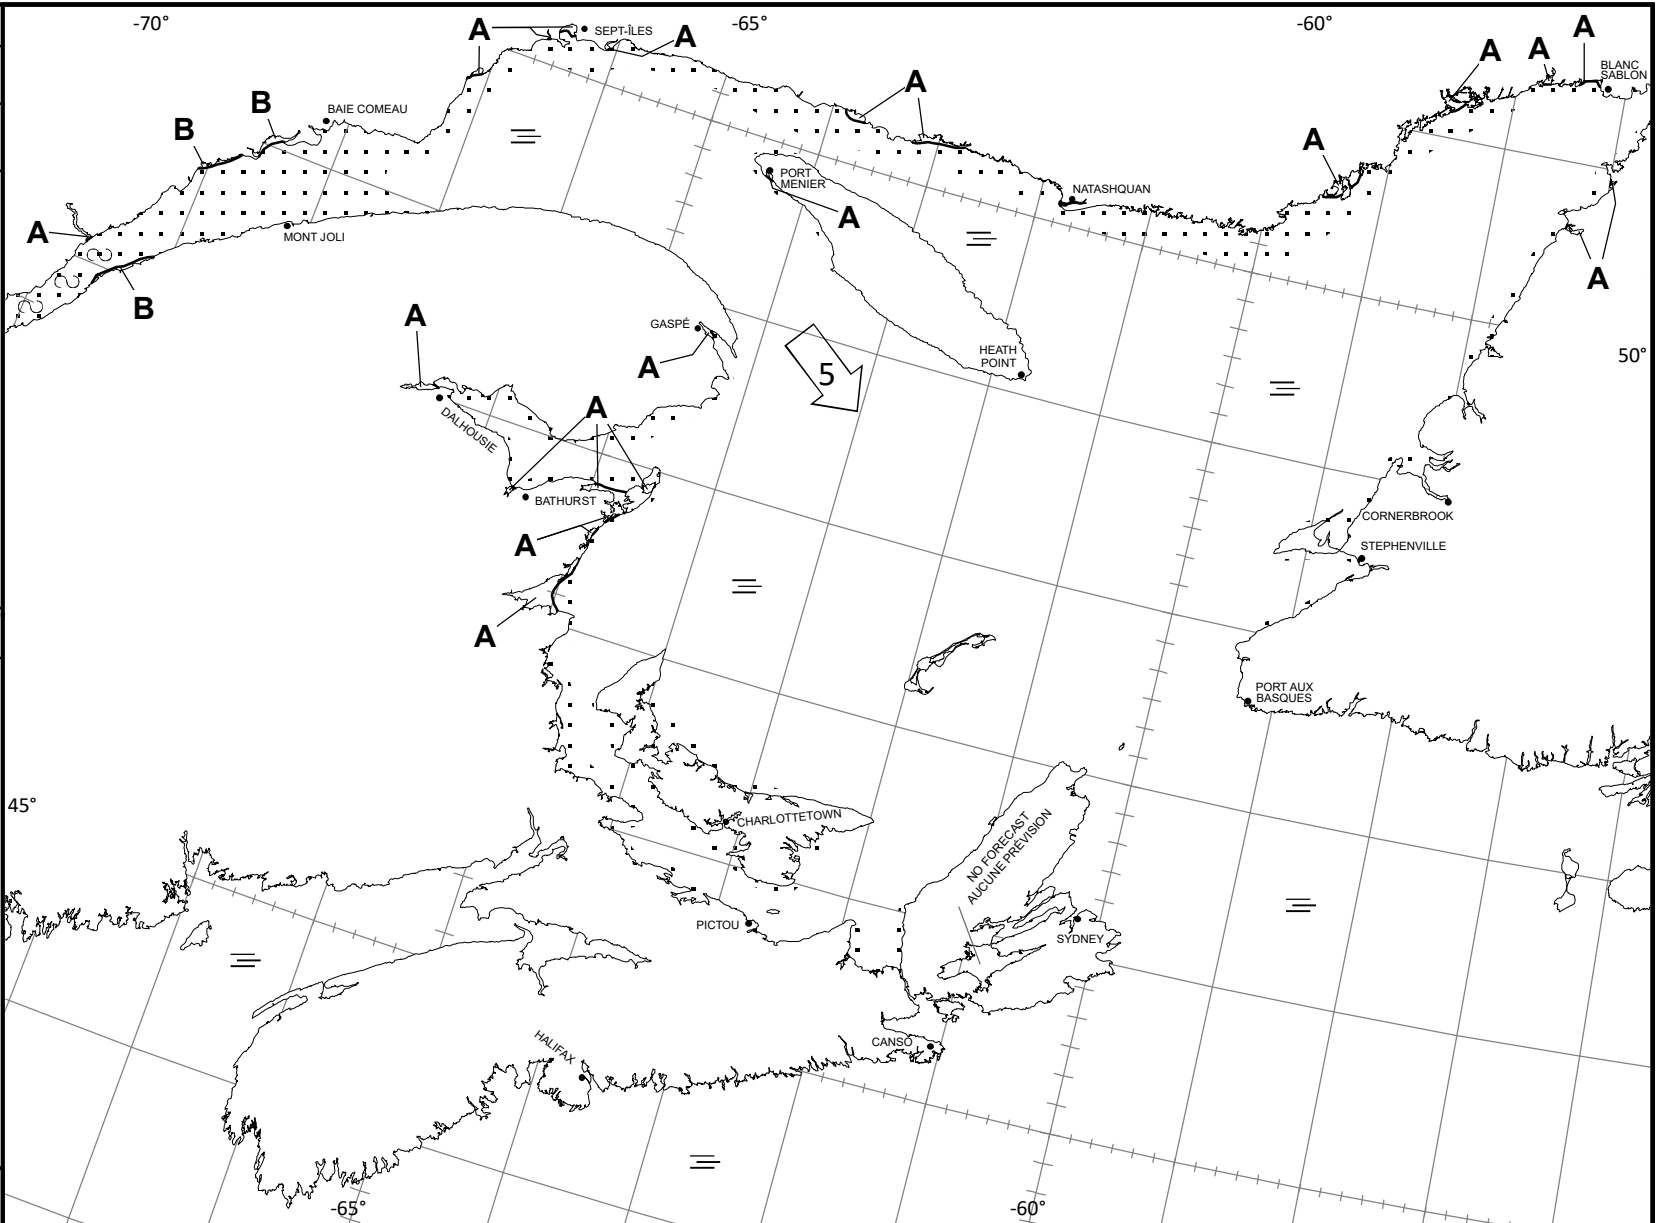 -70°
-65°
-60°
A
SEPT-ÎLES
A
A
A
A
BLANC
SABLON
B
B
BAIE COMEAU
A
A
PORT
MENIER
A
NATASHQUAN
A
MONT JOLI
A
B
A
A
GASPÉ
A
HEATH
POINT
5
50°
DALHOUSIE
A
BATHURST
CORNERBROOK
A
STEPHENVILLE
A
PORT AUX
BASQUES
45°
CHARLOTTETOWN
NO FORECAST
AUCUNE PRÉVISION
PICTOU
SYDNEY
HALIFAX
CANSO
-65°
-60°